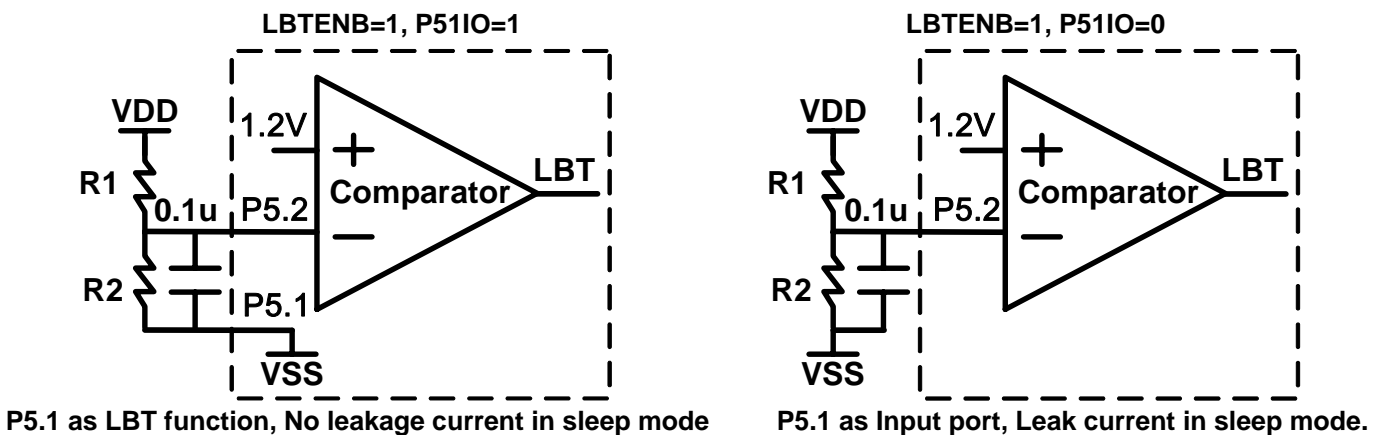 LBTENB=1, P51IO=1
VDD
1.2V
+
R1
Comparator
LBT
0.1u
P5.2
−
R2
P5.1
VSS
P5.1 as LBT function, No leakage current in sleep mode
LBTENB=1, P51IO=0
VDD
1.2V
+
R1
Comparator
LBT
0.1u
P5.2
−
R2
VSS
P5.1 as Input port, Leak current in sleep mode.